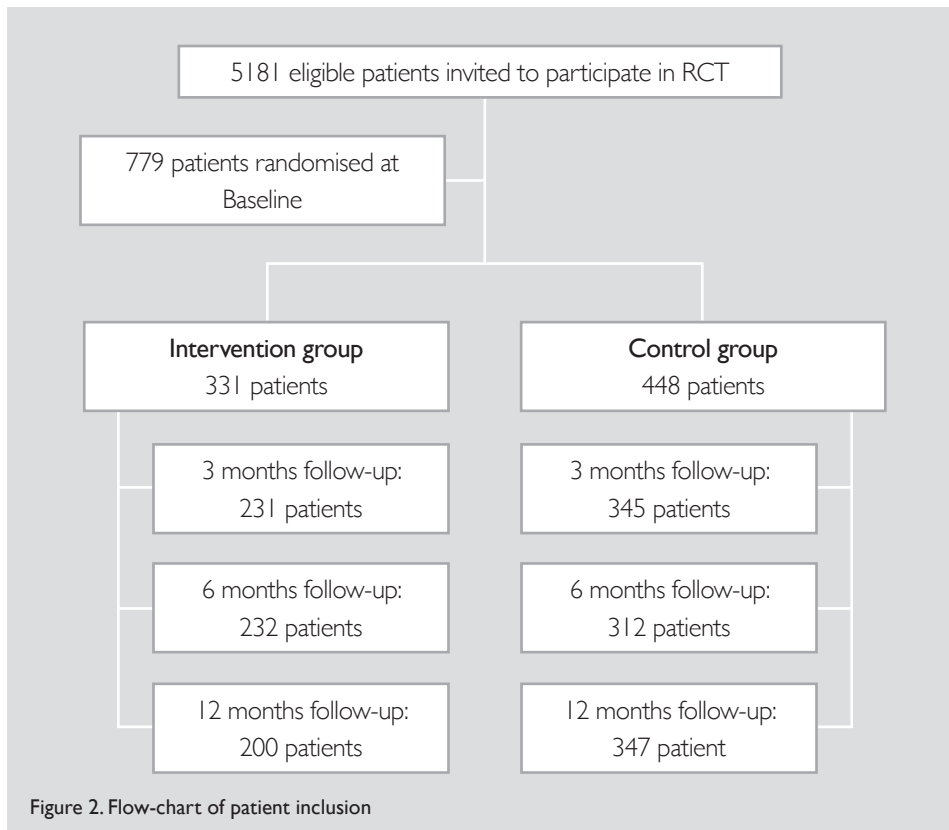 5181 eligible patients invited to participate in RCT
779 patients randomised at
Baseline
Intervention group
331 patients
Control group
448 patients
3 months follow-up:
231 patients
3 months follow-up:
345 patients
6 months follow-up:
232 patients
6 months follow-up:
312 patients
12 months follow-up:
200 patients
12 months follow-up:
347 patient
Figure 2. Flow-chart of patient inclusion